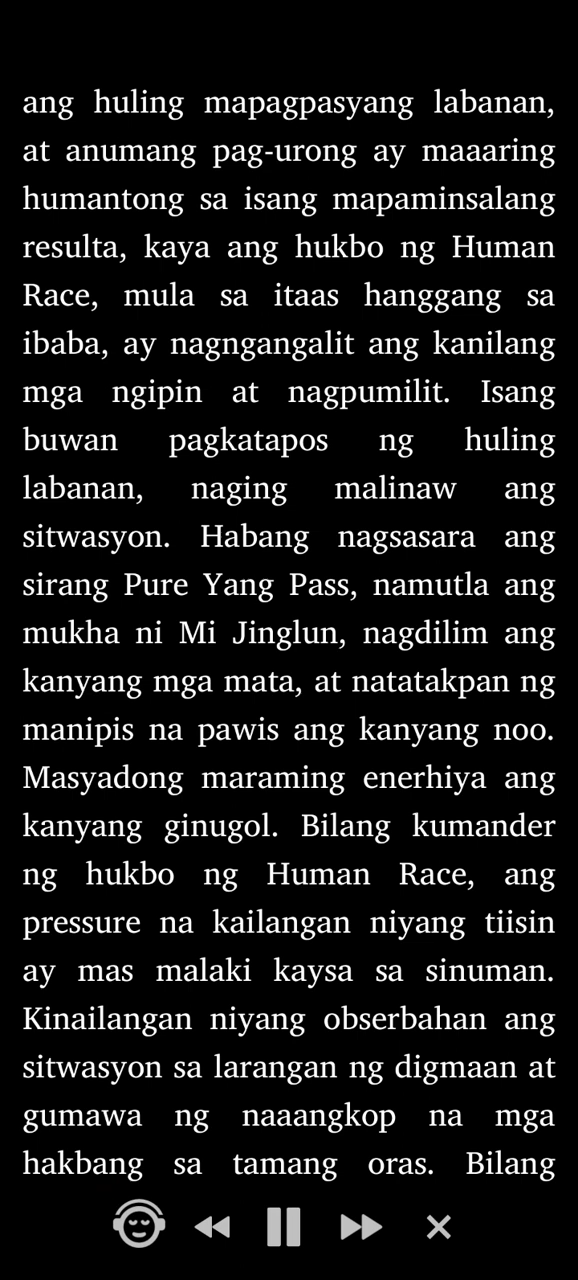 ang huling mapagpasyang labanan,
at anumang pag-urong ay maaaring
humantong sa isang mapaminsalang
resulta, kaya ang hukbo ng Human
Race, mula sa itaas hanggang sa
ibaba, ay nagngangalit ang kanilang
mga ngipin at nagpumilit. Isang
buwan pagkatapos ng huling
labanan, naging malinaw ang
sitwasyon. Habang nagsasara ang
sirang Pure Yang Pass, namutla ang
mukha ni Mi Jinglun, nagdilim ang
kanyang mga mata, at natatakpan ng
manipis na pawis ang kanyang noo.
Masyadong maraming enerhiya ang
kanyang ginugol. Bilang kumander
ng hukbo ng Human Race, ang
pressure na kailangan niyang tiisin
ay mas malaki kaysa sa sinuman.
Kinailangan niyang obserbahan ang
sitwasyon sa larangan ng digmaan at
gumawa ng naaangkop na mga
hakbang sa tamang oras. Bilang